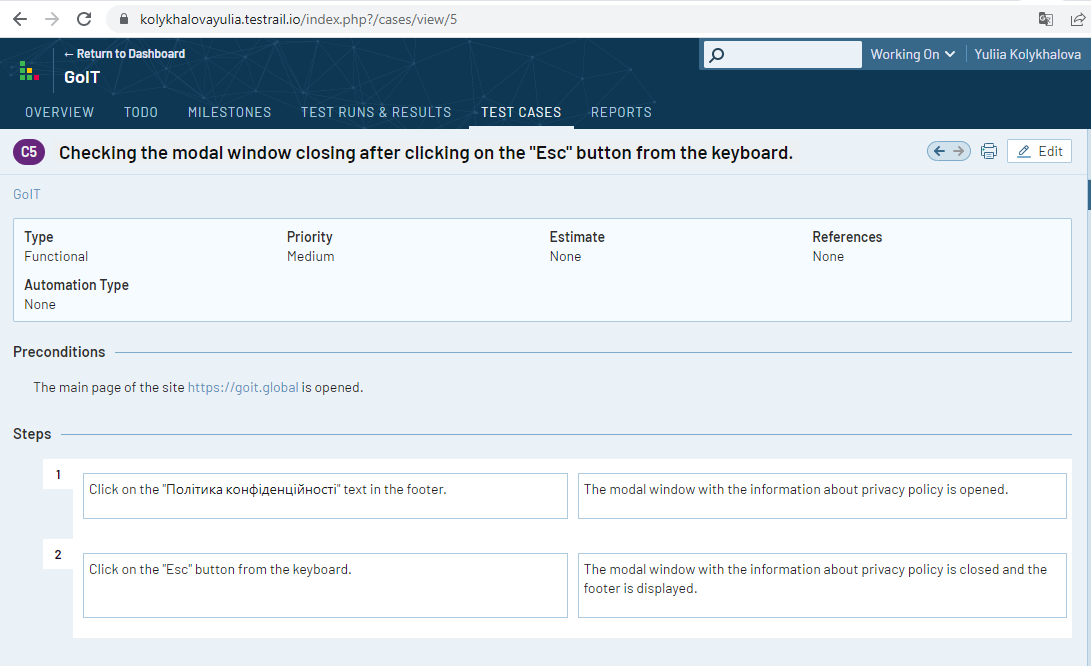 kolykhalovayulia.testrail.io/index.php?/cases/view/5
← Return to Dashboard
GoIT
Working On
Yuliia Kolykhalova
OVERVIEW TODO MILESTONES TEST RUNS & RESULTS TEST CASES REPORTS
C5 Checking the modal window closing after clicking on the "Esc" button from the keyboard.
Edit
GoIT
Type Priority Estimate References
Functional Medium None None
Automation Type
None
Preconditions
The main page of the site https://goit.global is opened.
Steps
1
Click on the "Політика конфіденційності" text in the footer.
The modal window with the information about privacy policy is opened.
2
Click on the "Esc" button from the keyboard.
The modal window with the information about privacy policy is closed and the
footer is displayed.